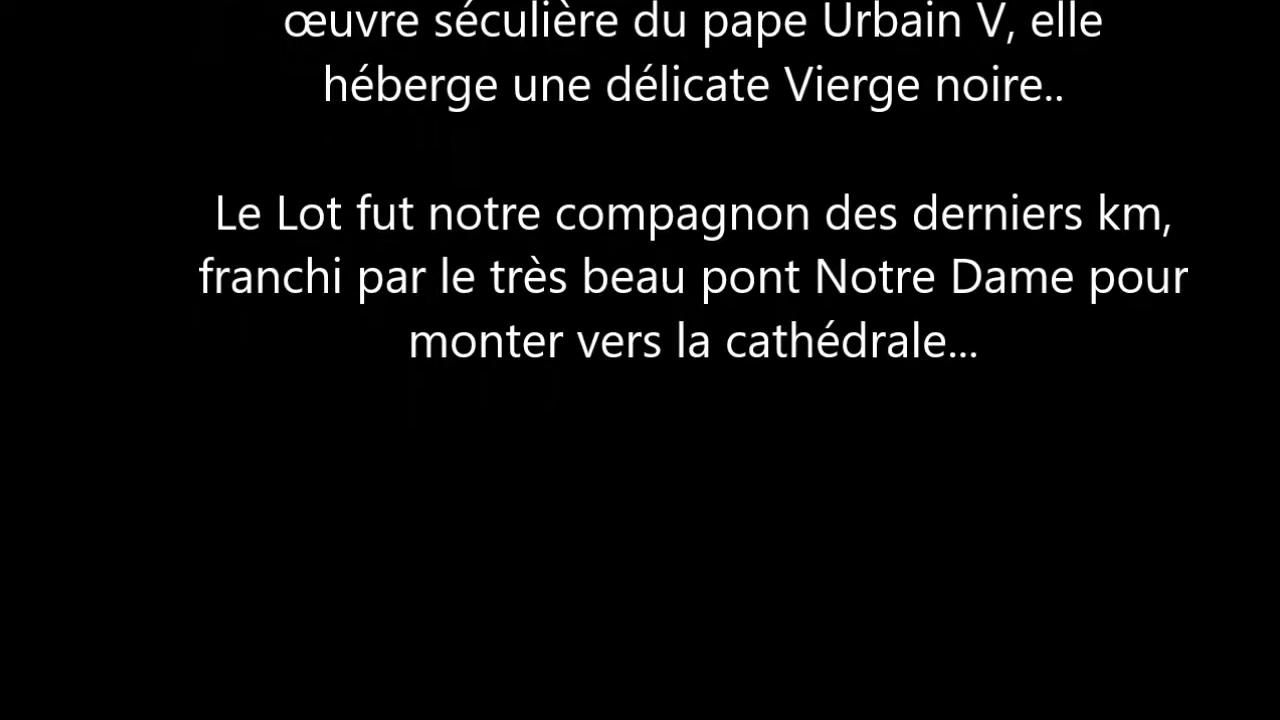 œuvre séculière du pape Urbain V, elle
héberge une délicate Vierge noire..
Le Lot fut notre compagnon des derniers km,
franchi par le très beau pont Notre Dame pour
monter vers la cathédrale...